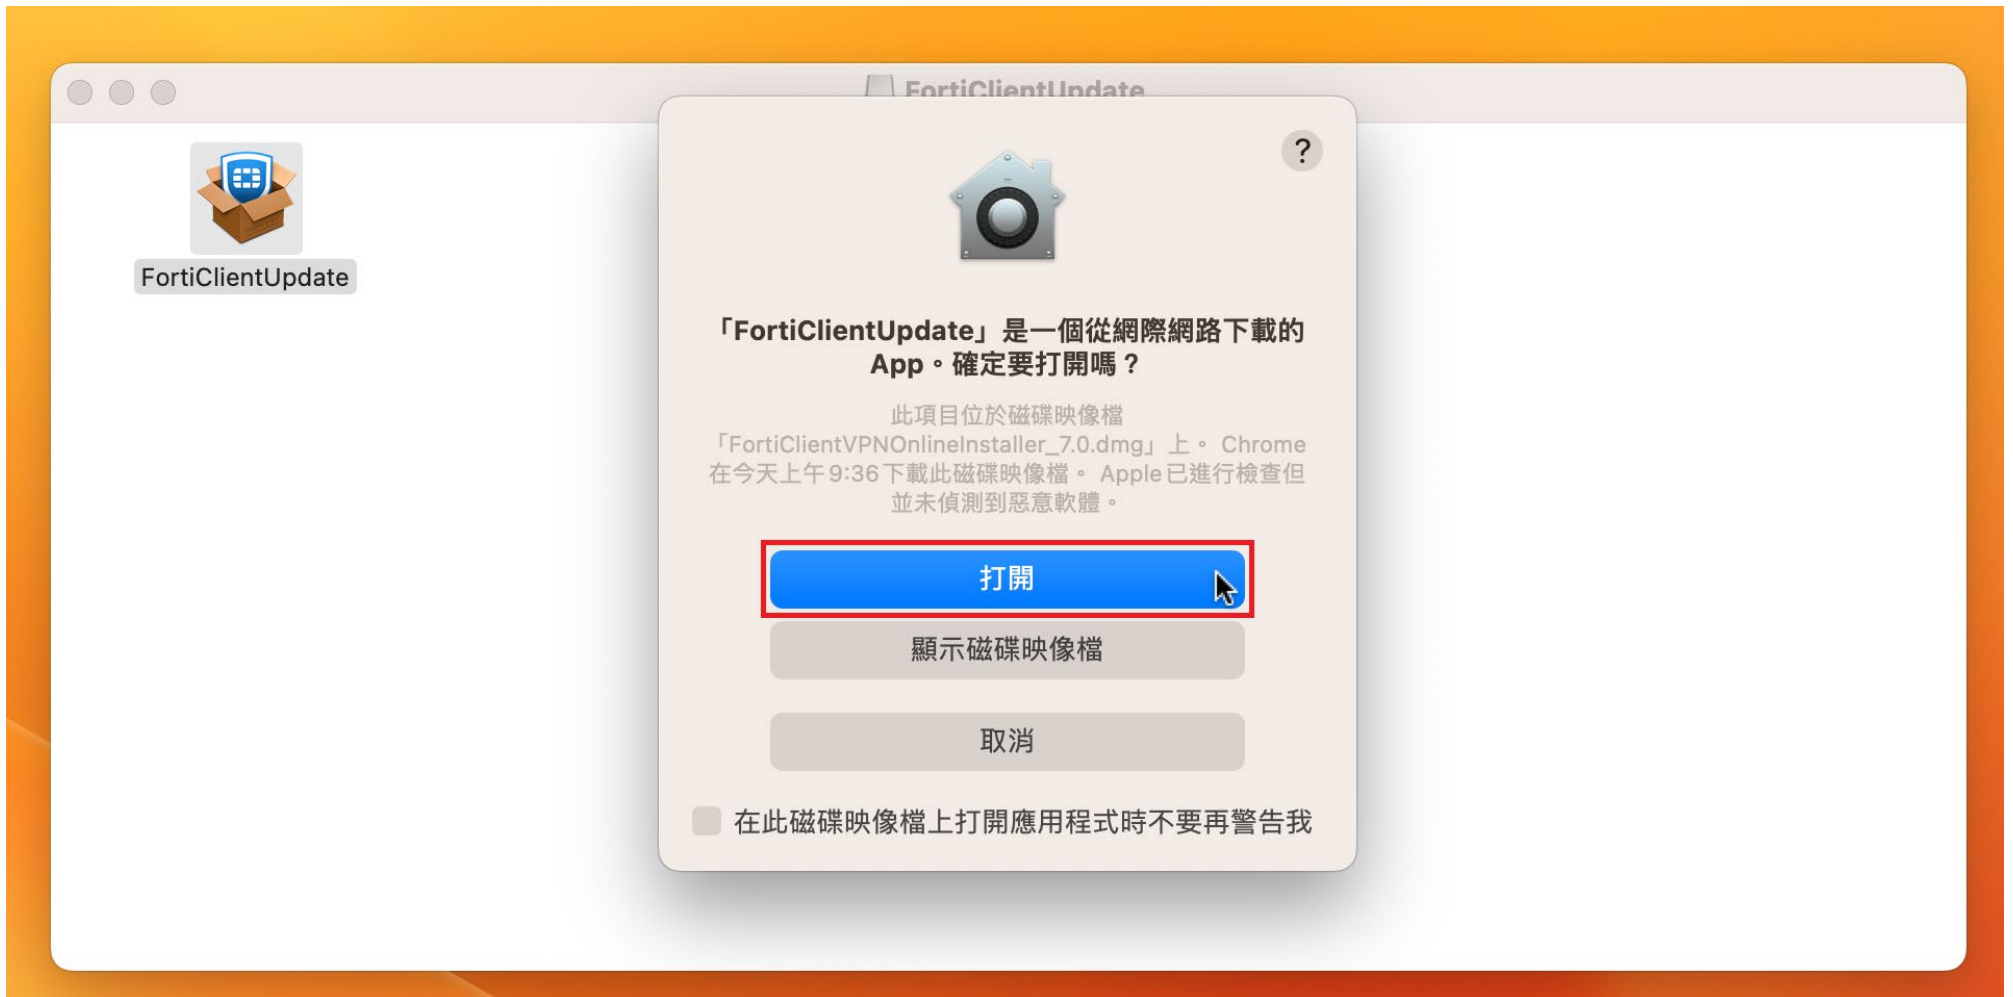 FortiClientUpdate
?
FortiClientUpdate
「FortiClientUpdate」是一個從網際網路下載的
App。確定要打開嗎？
此項目位於磁碟映像檔
「FortiClientVPNOnlineInstaller_7.0.dmg」上。 Chrome
在今天上午9:36下載此磁碟映像檔。 Apple已進行檢查但
並未偵測到惡意軟體。
打開
顯示磁碟映像檔
取消
在此磁碟映像檔上打開應用程式時不要再警告我